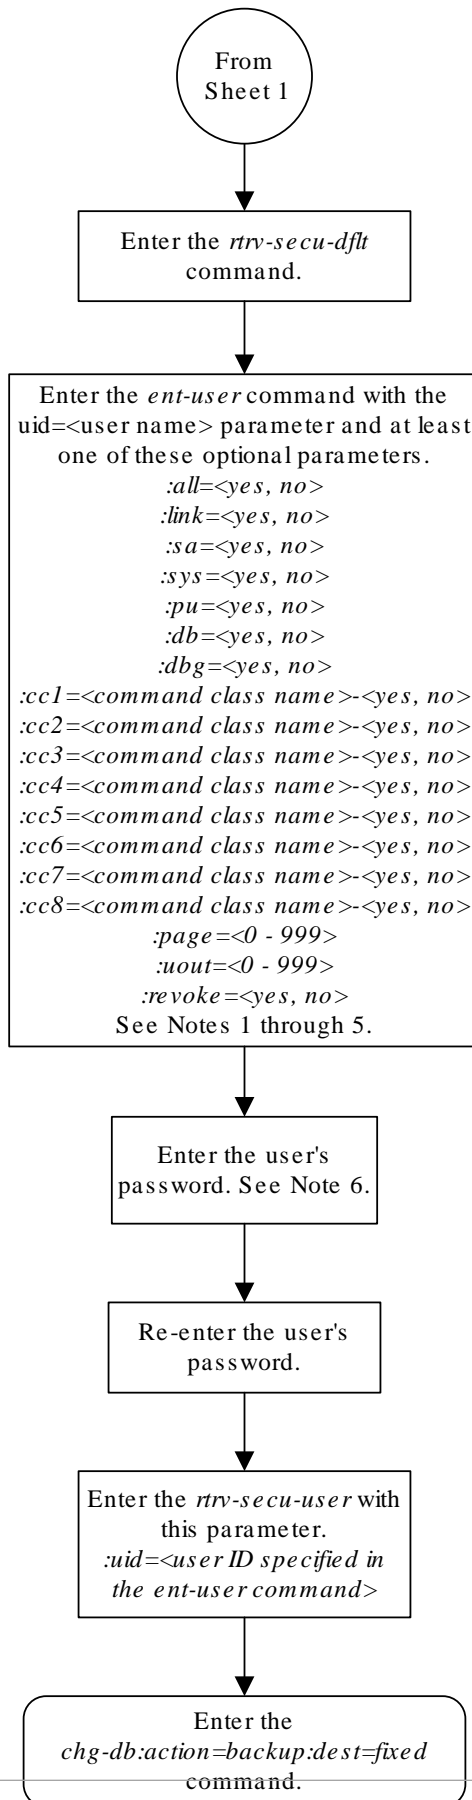 From
Sheet 1
Enter the rtrv-secu-dflt
command.
Enter the ent-user command with the
uid=<user name> parameter and at least
one of these optional parameters.
:all=<yes, no>
:link=<yes, no>
:sa=<yes, no>
:sys=<yes, no>
:pu=<yes, no>
:db=<yes, no>
:dbg=<yes, no>
:cc1=<command class name>-<yes, no>
:cc2=<command class name>-<yes, no>
:cc3=<command class name>-<yes, no>
:cc4=<command class name>-<yes, no>
:cc5=<command class name>-<yes, no>
:cc6=<command class name>-<yes, no>
:cc7=<command class name>-<yes, no>
:cc8=<command class name>-<yes, no>
:page=<0 - 999>
:uout=<0 - 999>
:revoke=<yes, no>
See Notes 1 through 5.
Enter the user's
password. See Note 6.
Re-enter the user's
password.
Enter the rtrv-secu-user with
this parameter.
:uid=<user ID specified in
the ent-user command>
Enter the
chg-db:action=backup:dest=fixed
command.